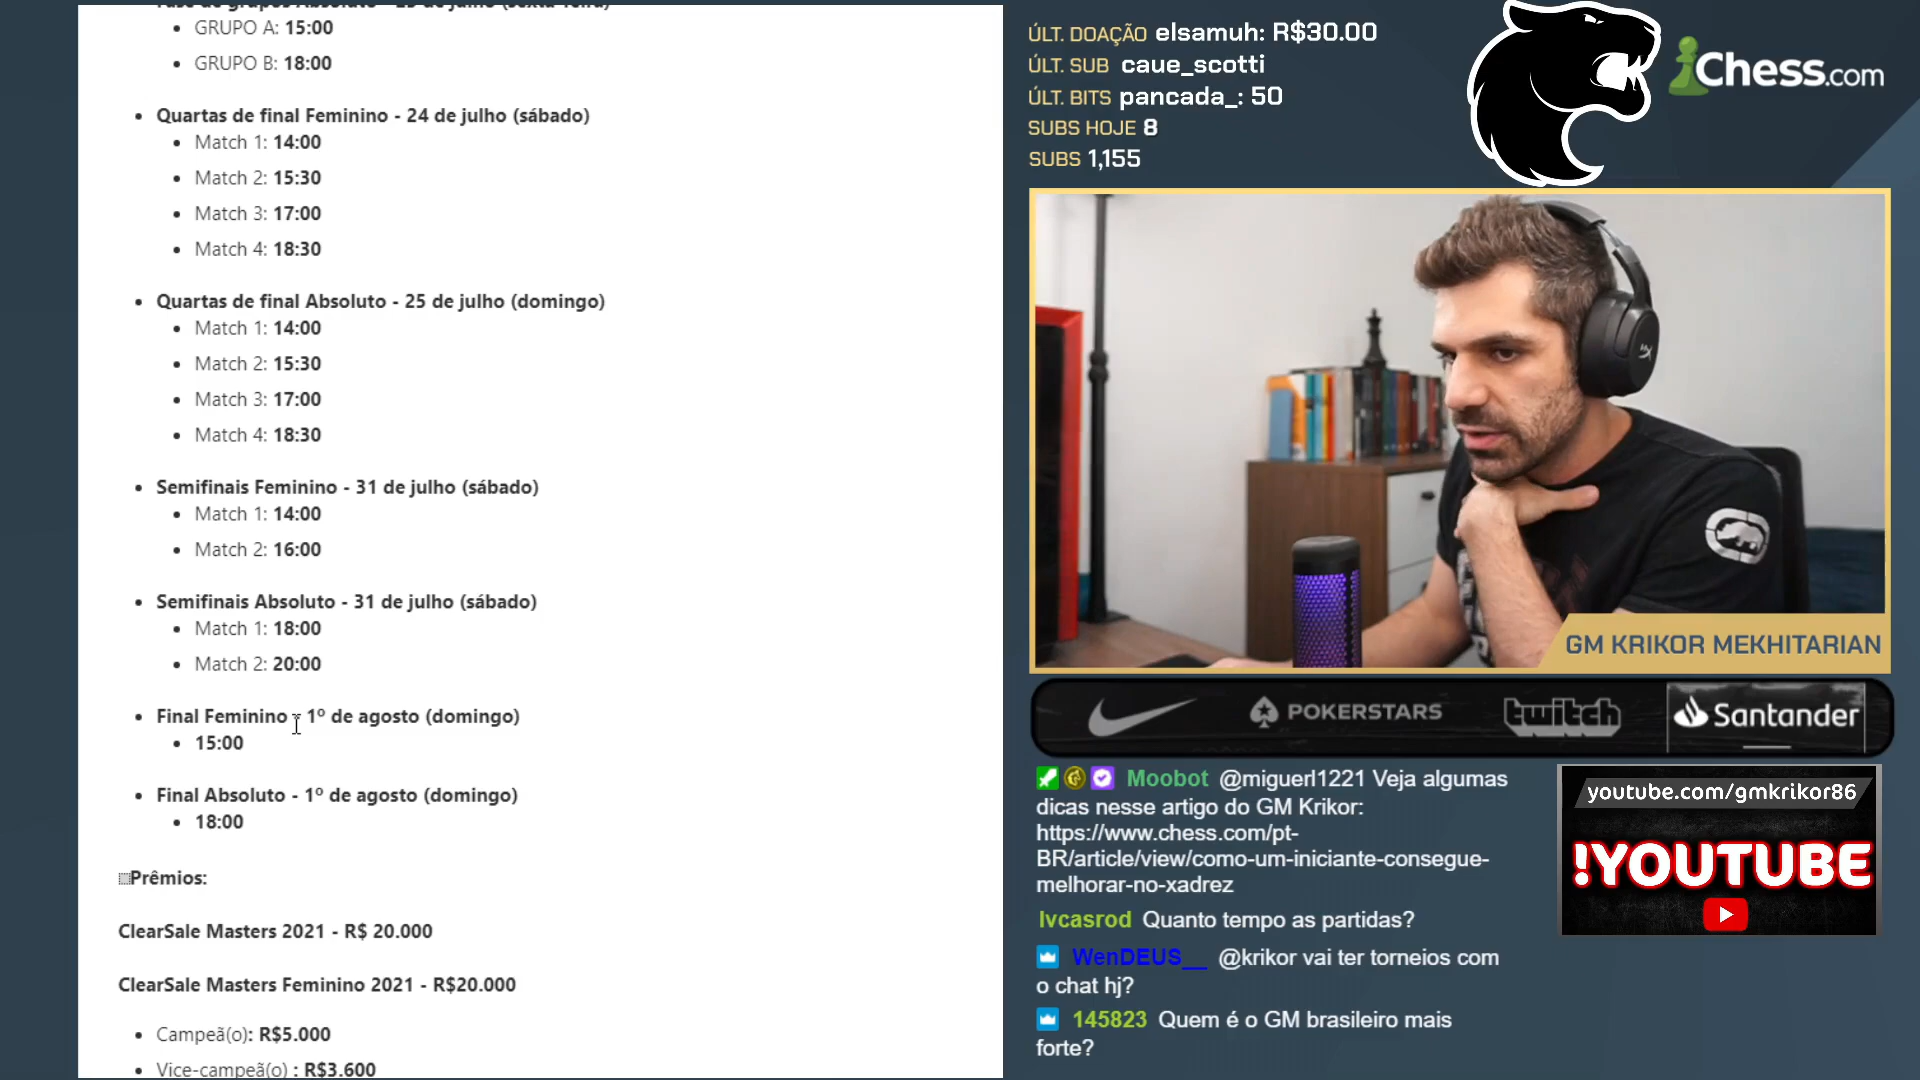 Fase de grupos Absoluto - 23 de julho (sexta-feira)
GRUPO A: 15:00
GRUPO B: 18:00
Quartas de final Feminino - 24 de julho (sábado)
Match 1: 14:00
Match 2: 15:30
Match 3: 17:00
Match 4: 18:30
Quartas de final Absoluto - 25 de julho (domingo)
Match 1: 14:00
Match 2: 15:30
Match 3: 17:00
Match 4: 18:30
Semifinais Feminino - 31 de julho (sábado)
Match 1: 14:00
Match 2: 16:00
Semifinais Absoluto - 31 de julho (sábado)
Match 1: 18:00
Match 2: 20:00
Final Feminino - 1º de agosto (domingo)
15:00
Final Absoluto - 1º de agosto (domingo)
18:00
Prêmios:
ClearSale Masters 2021 - R$ 20.000
ClearSale Masters Feminino 2021 - R$20.000
Campeã(o): R$5.000
Vice-campeã(o) : R$3.600
ÚLT. DOAÇÃO elsamuh: R$30.00
ÚLT. SUB caue_scotti
ÚLT. BITS pancada_: 50
SUBS HOJE 8
SUBS 1,155
Chess.com
GM KRIKOR MEKHITARIAN
POKERSTARS
twitch
Santander
Moobot @miguerl1221 Veja algumas
dicas nesse artigo do GM Krikor:
https://www.chess.com/pt-
BR/article/view/como-um-iniciante-consegue-
melhorar-no-xadrez
lvcasrod Quanto tempo as partidas?
WenDEUS__ @krikor vai ter torneios com
o chat hj?
145823 Quem é o GM brasileiro mais
forte?
youtube.com/gmkrikor86
!YOUTUBE